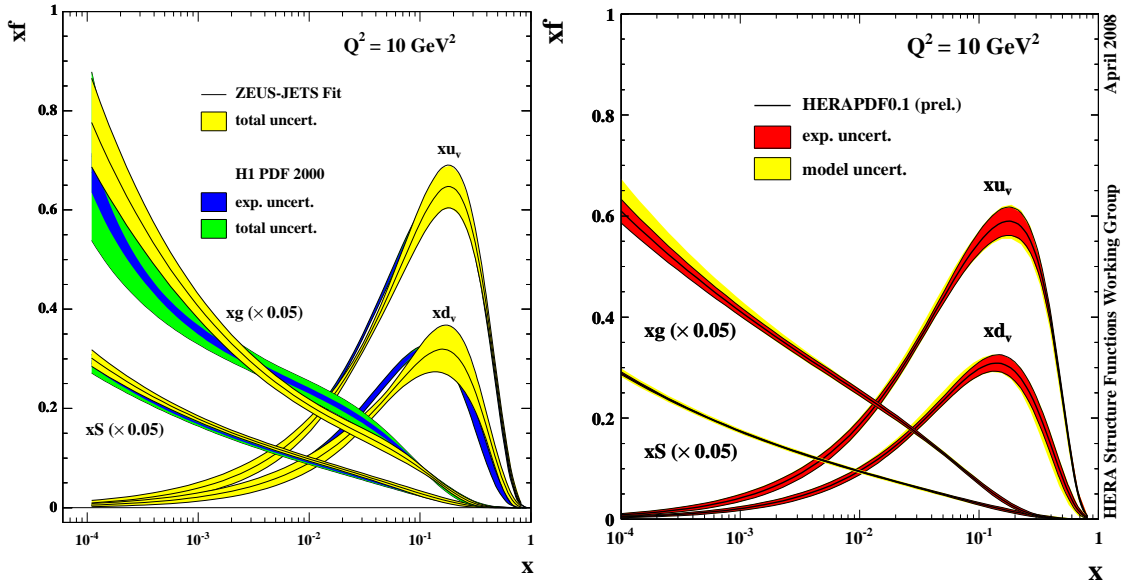 xf
1
0.8
0.6
0.4
0.2
0
Q² = 10 GeV²
ZEUS-JETS Fit
total uncert.
H1 PDF 2000
exp. uncert.
total uncert.
xuᵥ
xdᵥ
xg (× 0.05)
xS (× 0.05)
10⁻⁴ 10⁻³ 10⁻² 10⁻¹ 1
x
xf
1
0.8
0.6
0.4
0.2
0
Q² = 10 GeV²
HERAPDF0.1 (prel.)
exp. uncert.
model uncert.
xuᵥ
xdᵥ
xg (× 0.05)
xS (× 0.05)
10⁻⁴ 10⁻³ 10⁻² 10⁻¹ 1
x
HERA Structure Functions Working Group April 2008